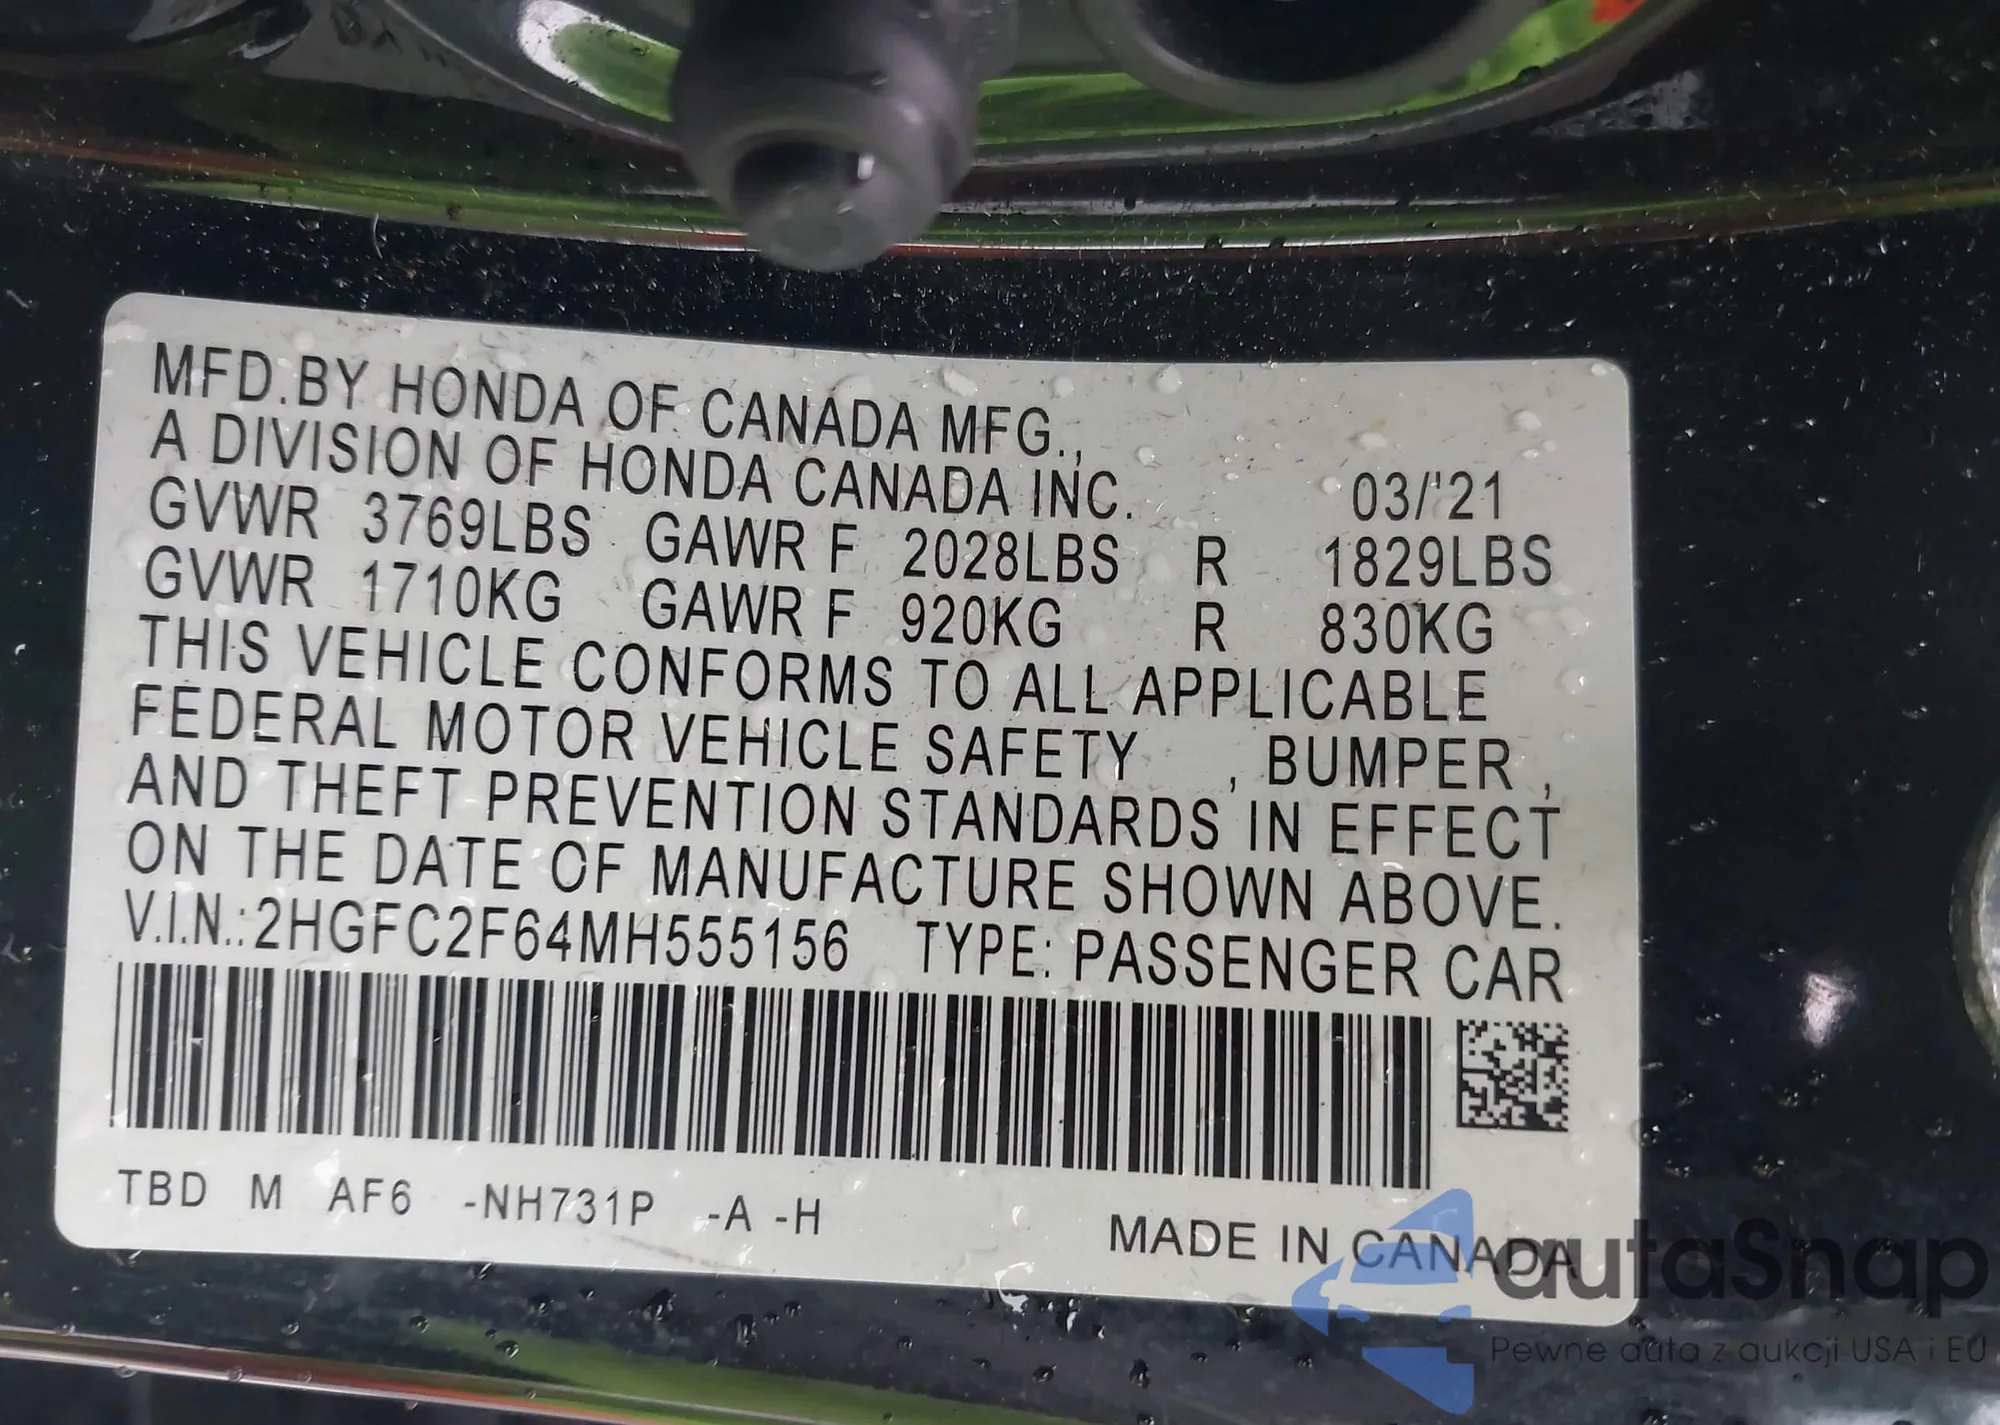 MFD.BY HONDA OF CANADA MFG.,
A DIVISION OF HONDA CANADA INC. 03/'21
GVWR 3769LBS GAWR F 2028LBS R 1829LBS
GVWR 1710KG GAWR F 920KG R 830KG
THIS VEHICLE CONFORMS TO ALL APPLICABLE
FEDERAL MOTOR VEHICLE SAFETY , BUMPER ,
AND THEFT PREVENTION STANDARDS IN EFFECT
ON THE DATE OF MANUFACTURE SHOWN ABOVE.
V.I.N.:2HGFC2F64MH555156 TYPE: PASSENGER CAR
TBD M AF6 -NH731P -A -H
MADE IN CANADA
autaSnap
Pewne auta z aukcji USA i EU